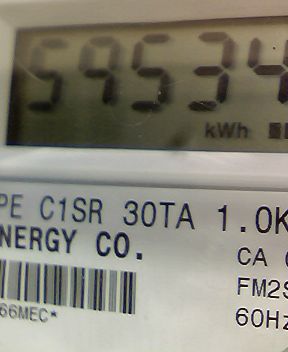 59534
kWh
PE C1SR 30TA 1.0K
NERGY CO.
CA
FM2S
66MEC*
60Hz